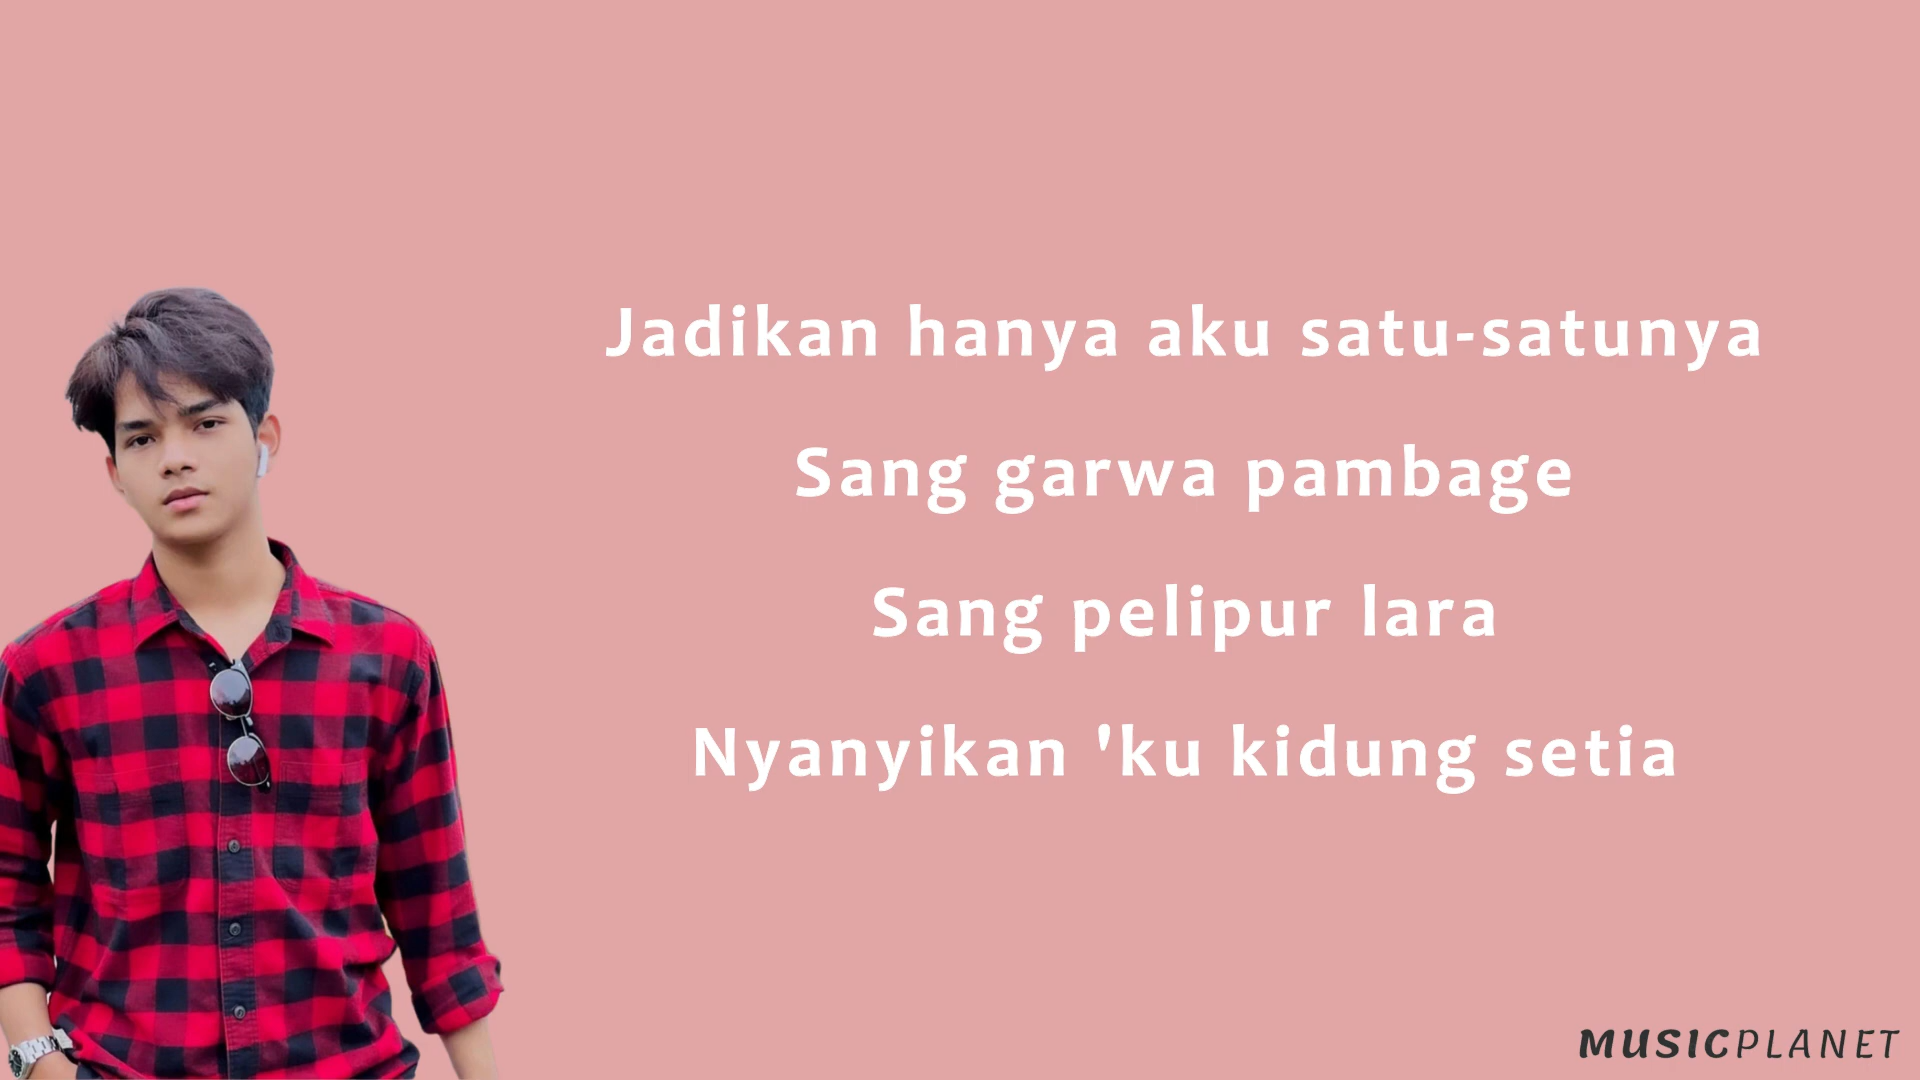 Jadikan hanya aku satu-satunya
Sang garwa pambage
Sang pelipur lara
Nyanyikan 'ku kidung setia
MUSICPLANET